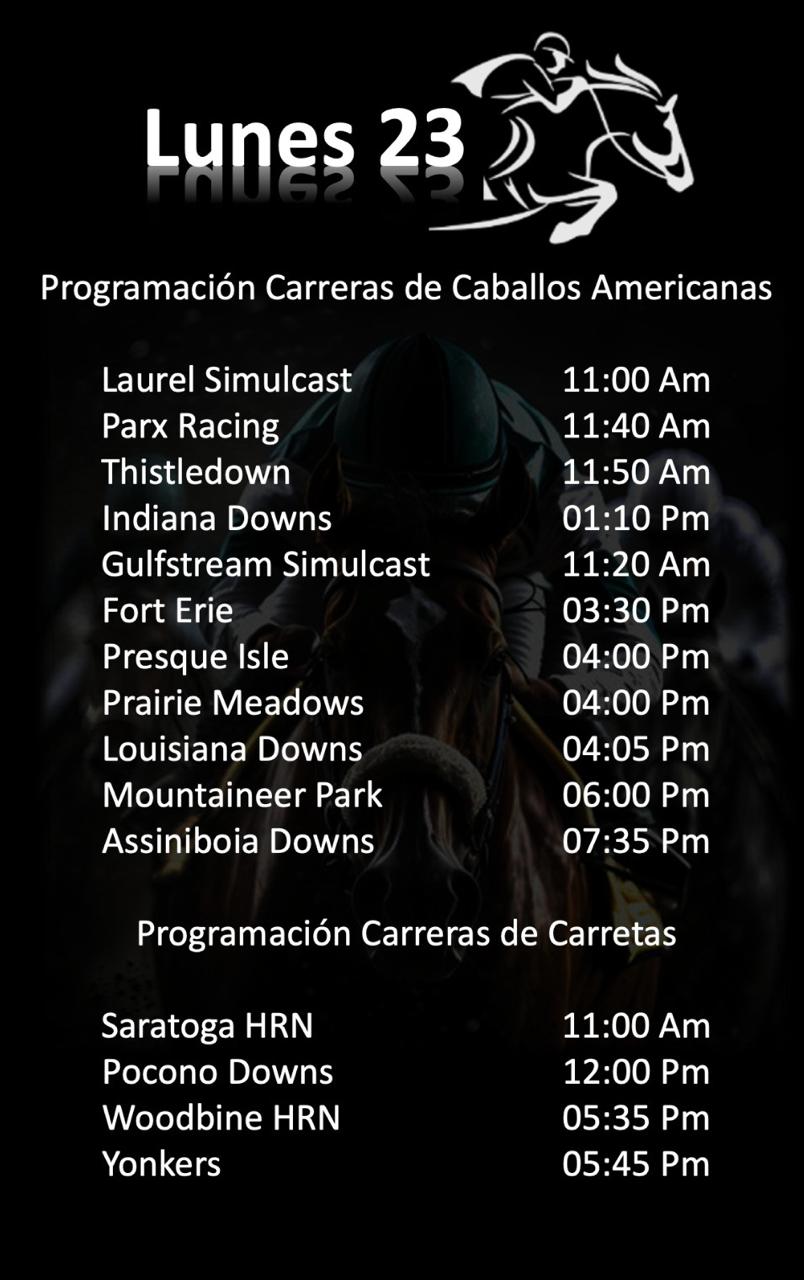 Lunes 23
Programación Carreras de Caballos Americanas
Laurel Simulcast 11:00 Am
Parx Racing 11:40 Am
Thistledown 11:50 Am
Indiana Downs 01:10 Pm
Gulfstream Simulcast 11:20 Am
Fort Erie 03:30 Pm
Presque Isle 04:00 Pm
Prairie Meadows 04:00 Pm
Louisiana Downs 04:05 Pm
Mountaineer Park 06:00 Pm
Assiniboia Downs 07:35 Pm
Programación Carreras de Carretas
Saratoga HRN 11:00 Am
Pocono Downs 12:00 Pm
Woodbine HRN 05:35 Pm
Yonkers 05:45 Pm